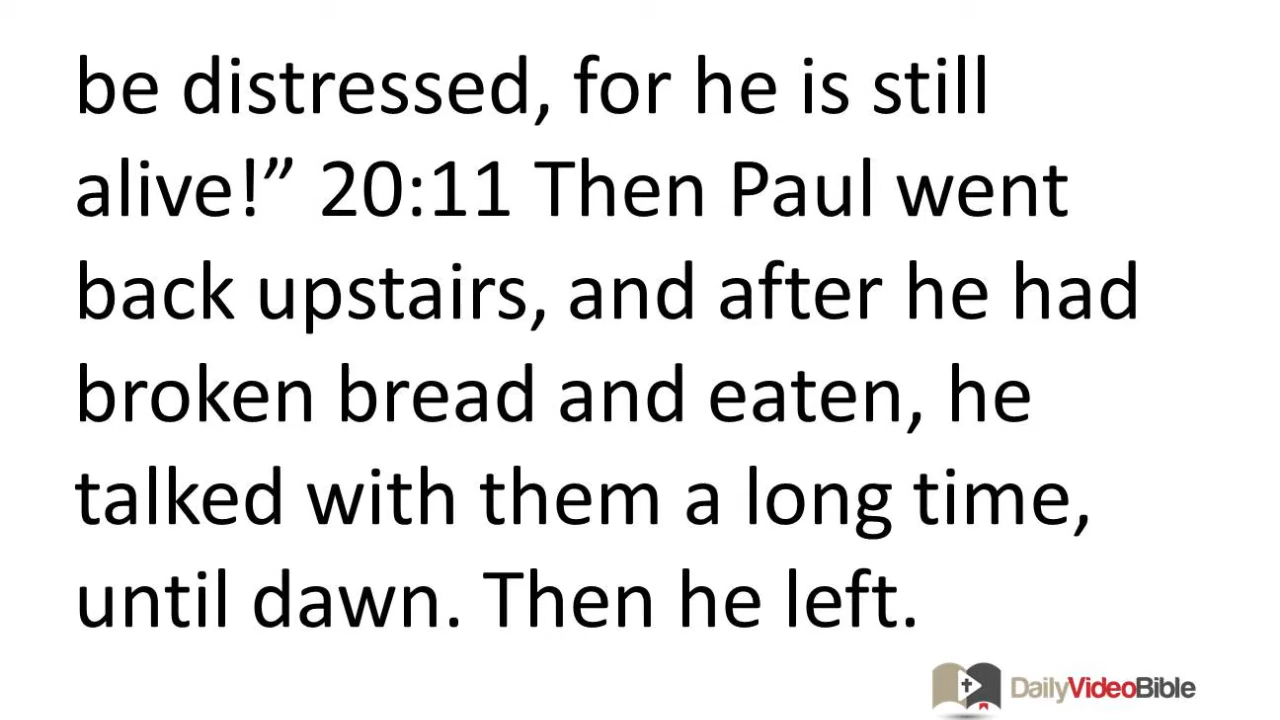 be distressed, for he is still
alive!” 20:11 Then Paul went
back upstairs, and after he had
broken bread and eaten, he
talked with them a long time,
until dawn. Then he left.
DailyVideoBible